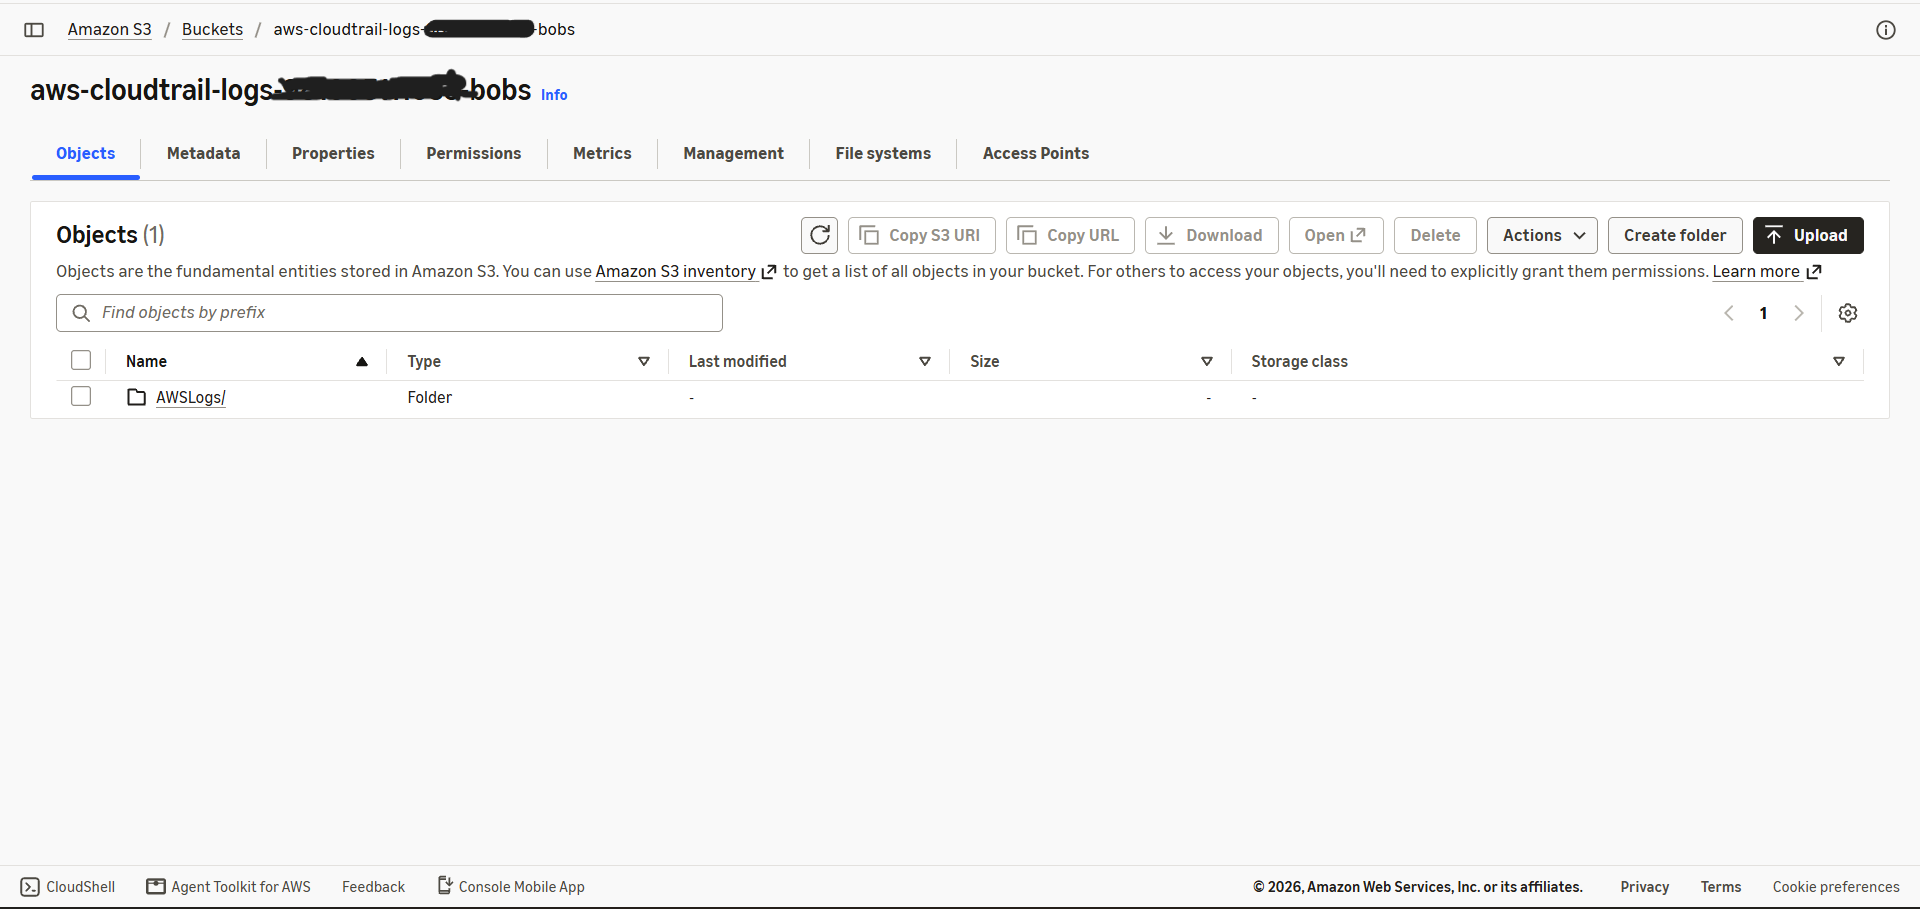 Amazon S3 / Buckets / aws-cloudtrail-logs- -bobs
aws-cloudtrail-logs- bobs Info
Objects Metadata Properties Permissions Metrics Management File systems Access Points
Objects (1) Copy S3 URI Copy URL Download Open Delete Actions Create folder Upload
Objects are the fundamental entities stored in Amazon S3. You can use Amazon S3 inventory to get a list of all objects in your bucket. For others to access your objects, you'll need to explicitly grant them permissions. Learn more
Find objects by prefix 1
Name Type Last modified Size Storage class
AWSLogs/ Folder - - -
CloudShell Agent Toolkit for AWS Feedback Console Mobile App © 2026, Amazon Web Services, Inc. or its affiliates. Privacy Terms Cookie preferences